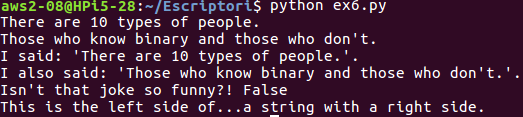 aws2-08@HPi5-28:~/Escriptori$ python ex6.py
There are 10 types of people.
Those who know binary and those who don't.
I said: 'There are 10 types of people.'.
I also said: 'Those who know binary and those who don't.'.
Isn't that joke so funny?! False
This is the left side of...a string with a right side.